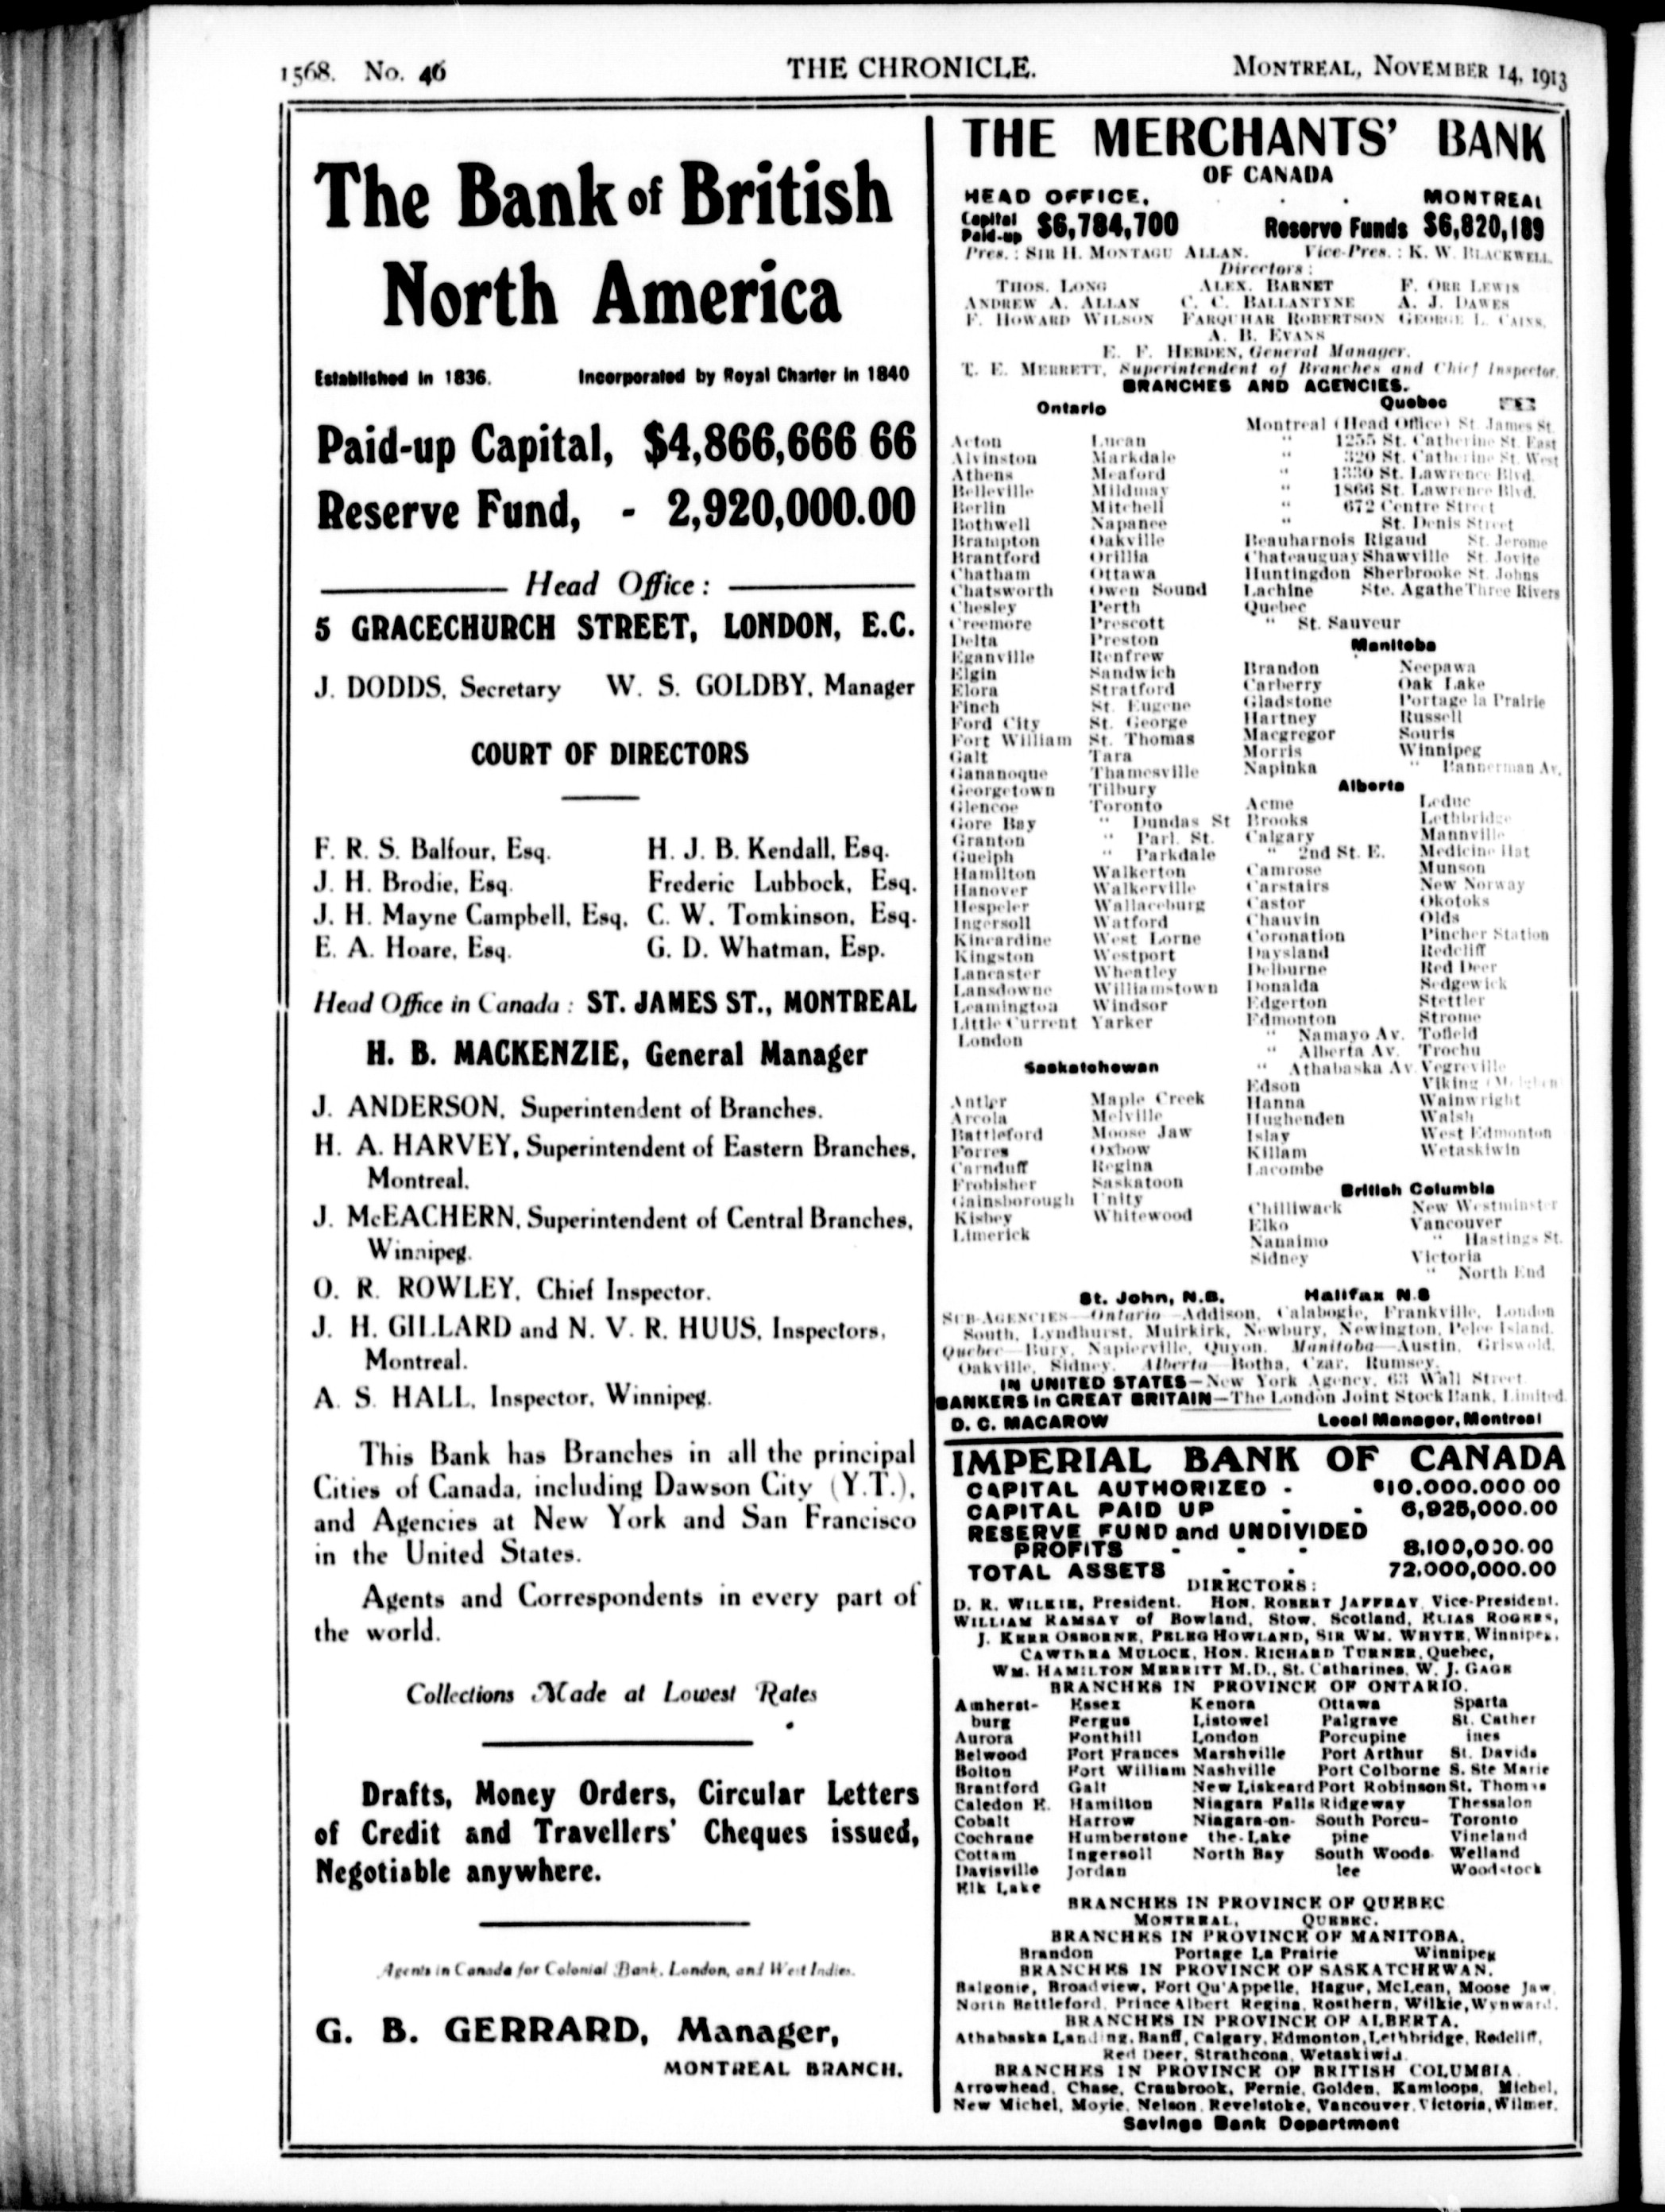 1568. No. 46 THE CHRONICLE. MONTREAL, NOVEMBER 14, 1913
The Bank of British
North America
Established in 1836. Incorporated by Royal Charter in 1840
Paid-up Capital, $4,866,666 66
Reserve Fund, - 2,920,000.00
Head Office:
5 GRACECHURCH STREET, LONDON, E.C.
J. DODDS, Secretary W. S. GOLDBY, Manager
COURT OF DIRECTORS
F. R. S. Balfour, Esq. H. J. B. Kendall, Esq.
J. H. Brodie, Esq. Frederic Lubbock, Esq.
J. H. Mayne Campbell, Esq. C. W. Tomkinson, Esq.
E. A. Hoare, Esq. G. D. Whatman, Esp.
Head Office in Canada: ST. JAMES ST., MONTREAL
H. B. MACKENZIE, General Manager
J. ANDERSON, Superintendent of Branches.
H. A. HARVEY, Superintendent of Eastern Branches,
Montreal.
J. McEACHERN, Superintendent of Central Branches,
Winnipeg.
O. R. ROWLEY, Chief Inspector.
J. H. GILLARD and N. V. R. HUUS, Inspectors,
Montreal.
A. S. HALL, Inspector, Winnipeg.
This Bank has Branches in all the principal
Cities of Canada, including Dawson City (Y.T.),
and Agencies at New York and San Francisco
in the United States.
Agents and Correspondents in every part of
the world.
Collections Made at Lowest Rates
Drafts, Money Orders, Circular Letters
of Credit and Travellers' Cheques issued,
Negotiable anywhere.
Agents in Canada for Colonial Bank, London, and West Indies.
G. B. GERRARD, Manager,
MONTREAL BRANCH.
THE MERCHANTS' BANK
OF CANADA
HEAD OFFICE, . . MONTREAL
Capital Paid-up $6,784,700 Reserve Funds $6,820,189
Pres.: SIR H. MONTAGU ALLAN. Vice-Pres.: K. W. BLACKWELL.
Directors:
THOS. LONG ALEX. BARNET F. ORR LEWIS
ANDREW A. ALLAN C. C. BALLANTYNE A. J. DAWES
F. HOWARD WILSON FARQUHAR ROBERTSON GEORGE L. CAINS.
A. B. EVANS
E. F. HEBDEN, General Manager.
T. E. MERRETT, Superintendent of Branches and Chief Inspector.
BRANCHES AND AGENCIES.
Ontario
Acton Lucan
Alvinston Markdale
Athens Meaford
Belleville Mildmay
Berlin Mitchell
Bothwell Napanee
Brampton Oakville
Brantford Orillia
Chatham Ottawa
Chatsworth Owen Sound
Chesley Perth
Creemore Prescott
Delta Preston
Eganville Renfrew
Elgin Sandwich
Elora Stratford
Finch St. Eugene
Ford City St. George
Fort William St. Thomas
Galt Tara
Gananoque Thamesville
Georgetown Tilbury
Glencoe Toronto
Gore Bay " Dundas St
Granton " Parl. St.
Guelph " Parkdale
Hamilton Walkerton
Hanover Walkerville
Hespeler Wallaceburg
Ingersoll Watford
Kincardine West Lorne
Kingston Westport
Lancaster Wheatley
Lansdowne Williamstown
Leamington Windsor
Little Current Yarker
London
Saskatchewan
Antler Maple Creek
Arcola Melville
Battleford Moose Jaw
Forres Oxbow
Carnduff Regina
Frobisher Saskatoon
Gainsborough Unity
Kisbey Whitewood
Limerick
Quebec
Montreal (Head Office) St. James St.
" 1255 St. Catherine St. East
" 320 St. Catherine St. West
" 1330 St. Lawrence Blvd.
" 1866 St. Lawrence Blvd.
" 672 Centre Street
" St. Denis Street
Beauharnois Rigaud St. Jerome
Chateauguay Shawville St. Jovite
Huntingdon Sherbrooke St. Johns
Lachine Ste. Agathe Three Rivers
Quebec
" St. Sauveur
Manitoba
Brandon Neepawa
Carberry Oak Lake
Gladstone Portage la Prairie
Hartney Russell
Macgregor Souris
Morris Winnipeg
Napinka " Bannerman Av.
Alberta
Acme Leduc
Brooks Lethbridge
Calgary Mannville
" 2nd St. E. Medicine Hat
Camrose Munson
Carstairs New Norway
Castor Okotoks
Chauvin Olds
Coronation Pincher Station
Daysland Redcliff
Delburne Red Deer
Donalda Sedgewick
Edgerton Stettler
Edmonton Strome
" Namayo Av. Tofield
" Alberta Av. Trochu
" Athabaska Av. Vegreville
Edson Viking
Hanna Wainwright
Hughenden Walsh
Islay West Edmonton
Killam Wetaskiwin
Lacombe
British Columbia
Chilliwack New Westminster
Elko Vancouver
Nanaimo " Hastings St.
Sidney Victoria
" North End
St. John, N.B. Halifax N.S
SUB-AGENCIES—Ontario—Addison, Calabogie, Frankville, London
South, Lyndhurst, Muirkirk, Newbury, Newington, Pelee Island.
Quebec—Bury, Napierville, Quyon. Manitoba—Austin, Griswold,
Oakville, Sidney. Alberta—Botha, Czar, Rumsey.
IN UNITED STATES—New York Agency, 63 Wall Street
BANKERS in GREAT BRITAIN—The London Joint Stock Bank, Limited
D. C. MACAROW Local Manager, Montreal
IMPERIAL BANK OF CANADA
CAPITAL AUTHORIZED - $10.000.000.00
CAPITAL PAID UP - - 6,925,000.00
RESERVE FUND and UNDIVIDED
PROFITS - - - 8,100,000.00
TOTAL ASSETS - - 72,000,000.00
DIRECTORS:
D. R. WILKIE, President. HON. ROBERT JAFFRAY, Vice-President.
WILLIAM RAMSAY of Bowland, Stow, Scotland, ELIAS ROGERS,
J. KERR OSBORNE, PELEG HOWLAND, SIR WM. WHYTE, Winnipeg,
CAWTHRA MULOCK, HON. RICHARD TURNER, Quebec,
WM. HAMILTON MERRITT M.D., St. Catharines, W. J. GAGE
BRANCHES IN PROVINCE OF ONTARIO.
Amherst- Essex Kenora Ottawa Sparta
burg Fergus Listowel Palgrave St. Cather
Aurora Fonthill London Porcupine ines
Belwood Fort Frances Marshville Port Arthur St. Davids
Bolton Fort William Nashville Port Colborne S. Ste Marie
Brantford Galt New Liskeard Port Robinson St. Thomas
Caledon E. Hamilton Niagara Falls Ridgeway Thessalon
Cobalt Harrow Niagara-on- South Porcu- Toronto
Cochrane Humberstone the-Lake pine Vineland
Cottam Ingersoll North Bay South Woods- Welland
Davisville Jordan lee Woodstock
Elk Lake
BRANCHES IN PROVINCE OF QUEBEC
MONTREAL, QUEBEC.
BRANCHES IN PROVINCE OF MANITOBA.
Brandon Portage La Prairie Winnipeg
BRANCHES IN PROVINCE OF SASKATCHEWAN.
Balgonie, Broadview, Fort Qu'Appelle, Hague, McLean, Moose Jaw,
North Battleford, Prince Albert, Regina, Rosthern, Wilkie, Wynward.
BRANCHES IN PROVINCE OF ALBERTA.
Athabaska Landing, Banff, Calgary, Edmonton, Lethbridge, Redcliff,
Red Deer, Strathcona, Wetaskiwin.
BRANCHES IN PROVINCE OF BRITISH COLUMBIA
Arrowhead, Chase, Cranbrook, Fernie, Golden, Kamloops, Michel,
New Michel, Moyie, Nelson, Revelstoke, Vancouver, Victoria, Wilmer.
Savings Bank Department